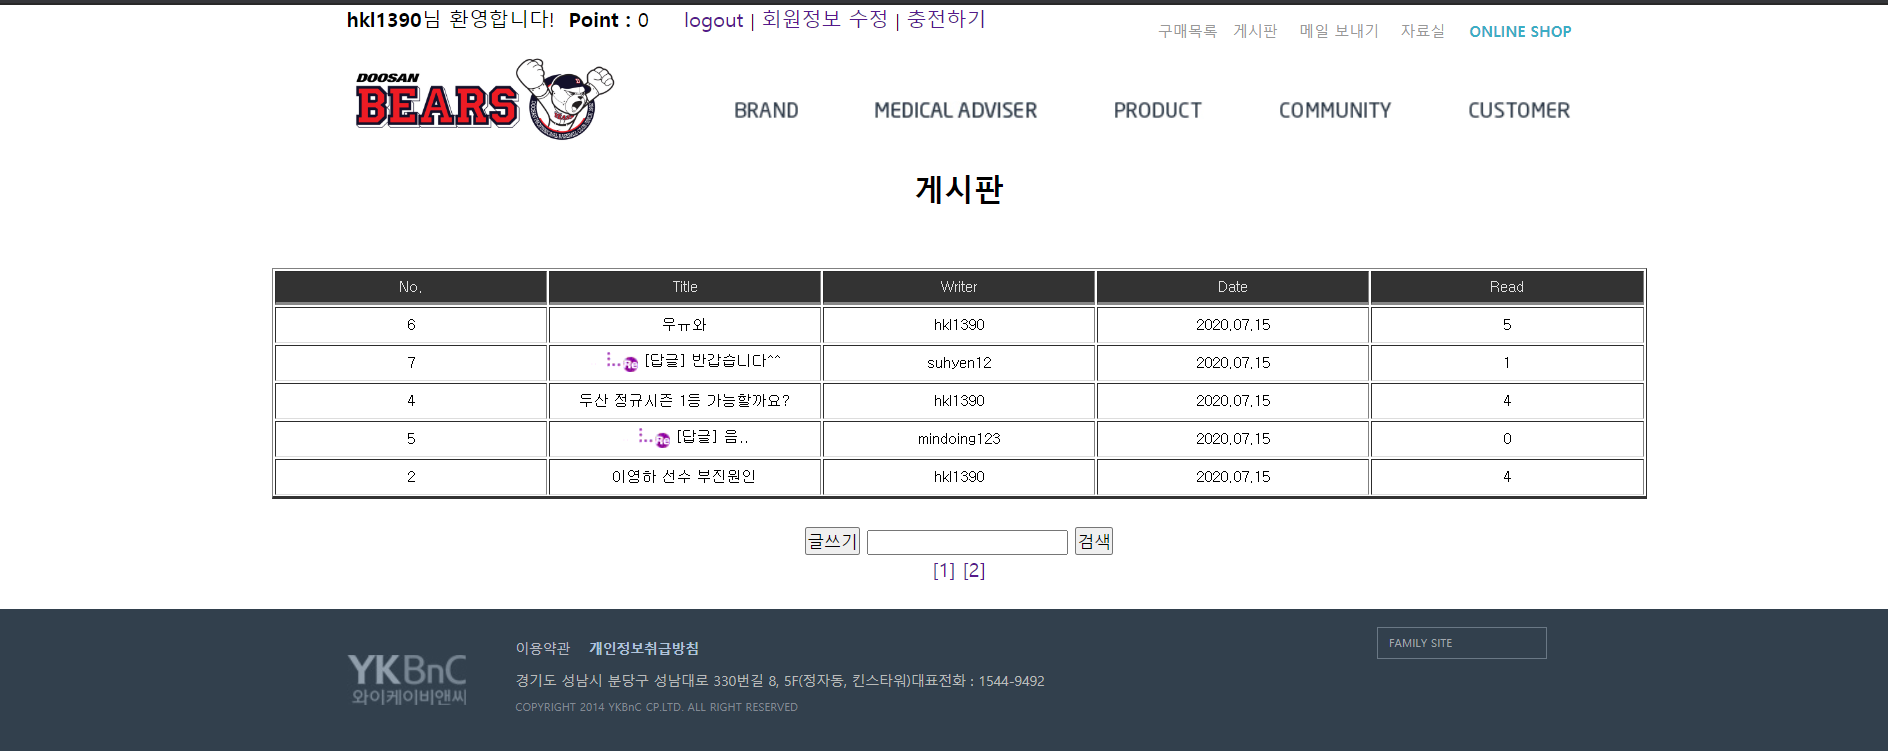 hkl1390님 환영합니다! Point : 0 logout | 회원정보 수정 | 충전하기
구매목록 게시판 메일 보내기 자료실 ONLINE SHOP
DOOSAN
BEARS
BRAND MEDICAL ADVISER PRODUCT COMMUNITY CUSTOMER
게시판
No. Title Writer Date Read
6 우ㅠ와 hkl1390 2020.07.15 5
7 Re [답글] 반갑습니다^^ suhyen12 2020.07.15 1
4 두산 정규시즌 1등 가능할까요? hkl1390 2020.07.15 4
5 Re [답글] 음.. mindoing123 2020.07.15 0
2 이영하 선수 부진원인 hkl1390 2020.07.15 4
글쓰기 검색
[1] [2]
YKBnC
와이케이비앤씨
이용약관 개인정보취급방침
경기도 성남시 분당구 성남대로 330번길 8, 5F(정자동, 킨스타워)대표전화 : 1544-9492
COPYRIGHT 2014 YKBnC CP.LTD. ALL RIGHT RESERVED
FAMILY SITE